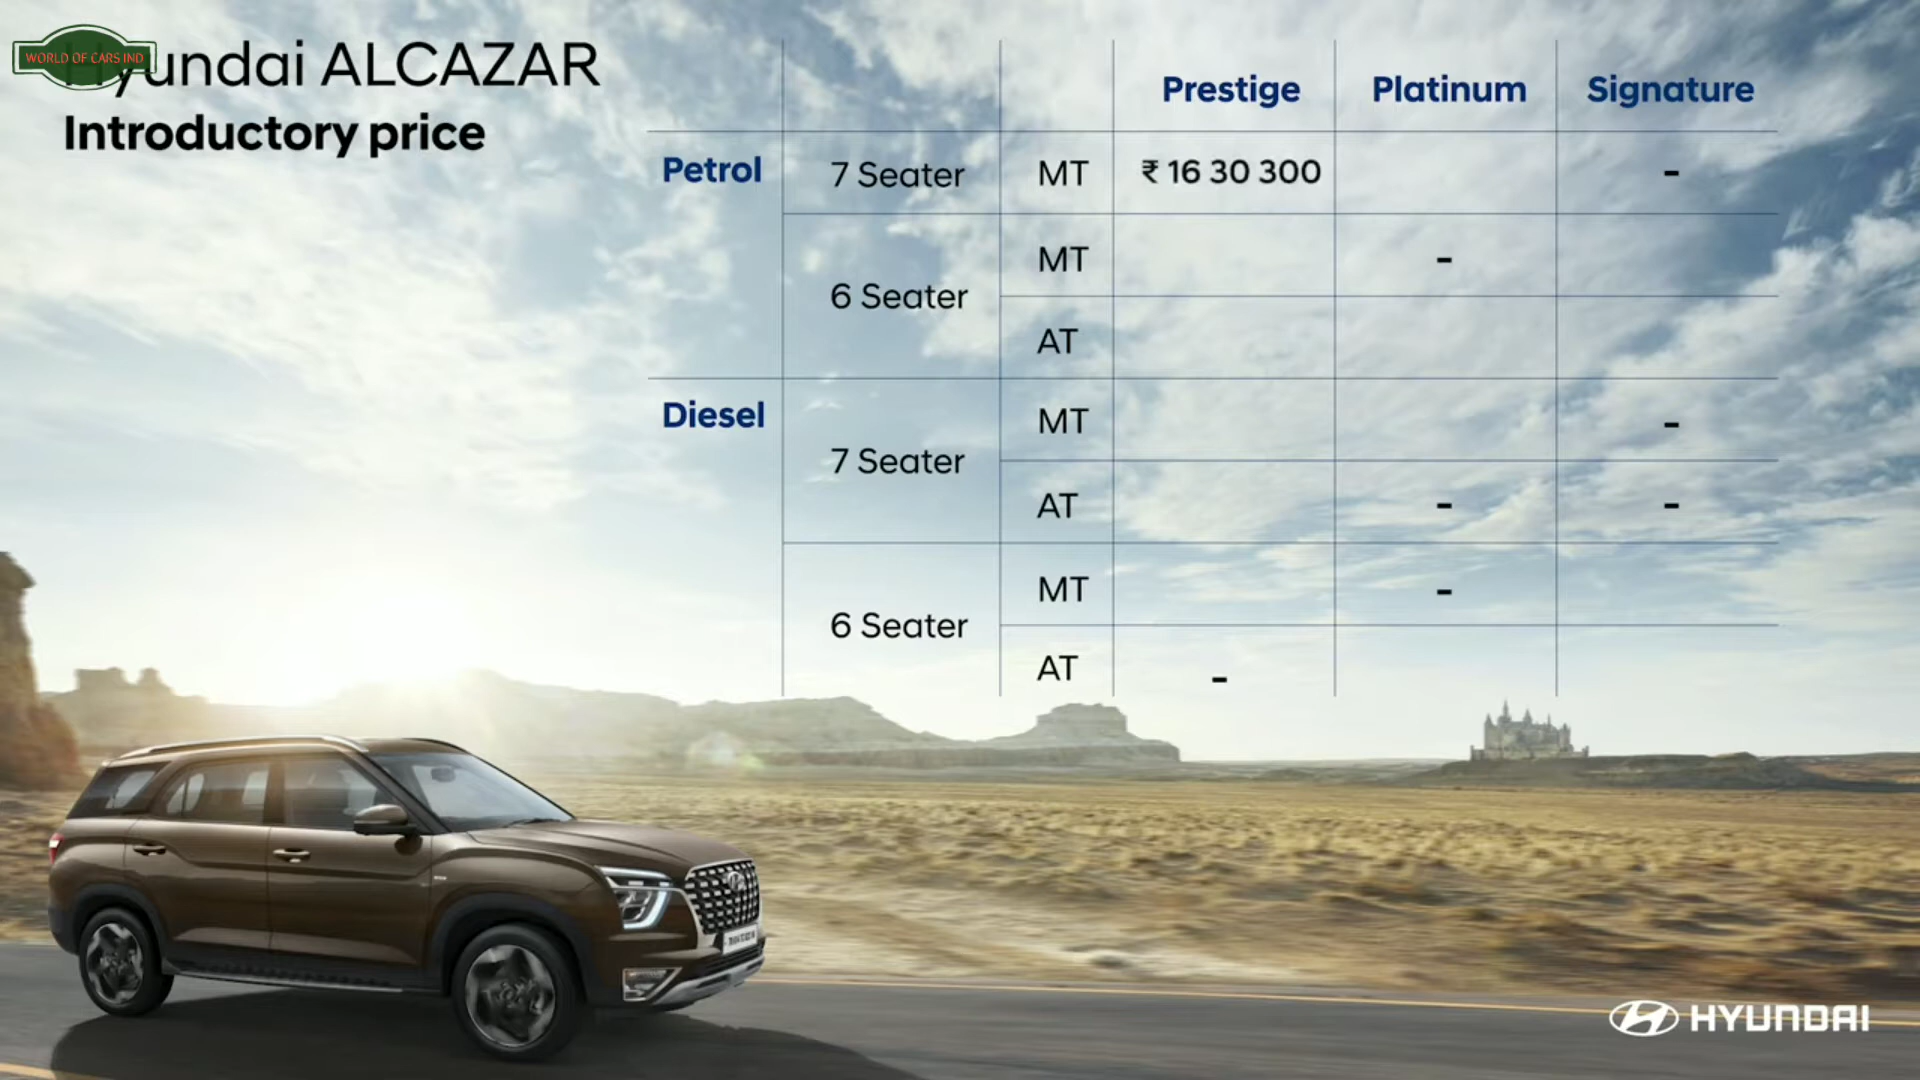 WORLD OF CARS IND
Hyundai ALCAZAR
Introductory price
Prestige Platinum Signature
Petrol 7 Seater MT ₹ 16 30 300 -
6 Seater MT -
AT
Diesel 7 Seater MT -
AT - -
6 Seater MT -
AT -
HYUNDAI